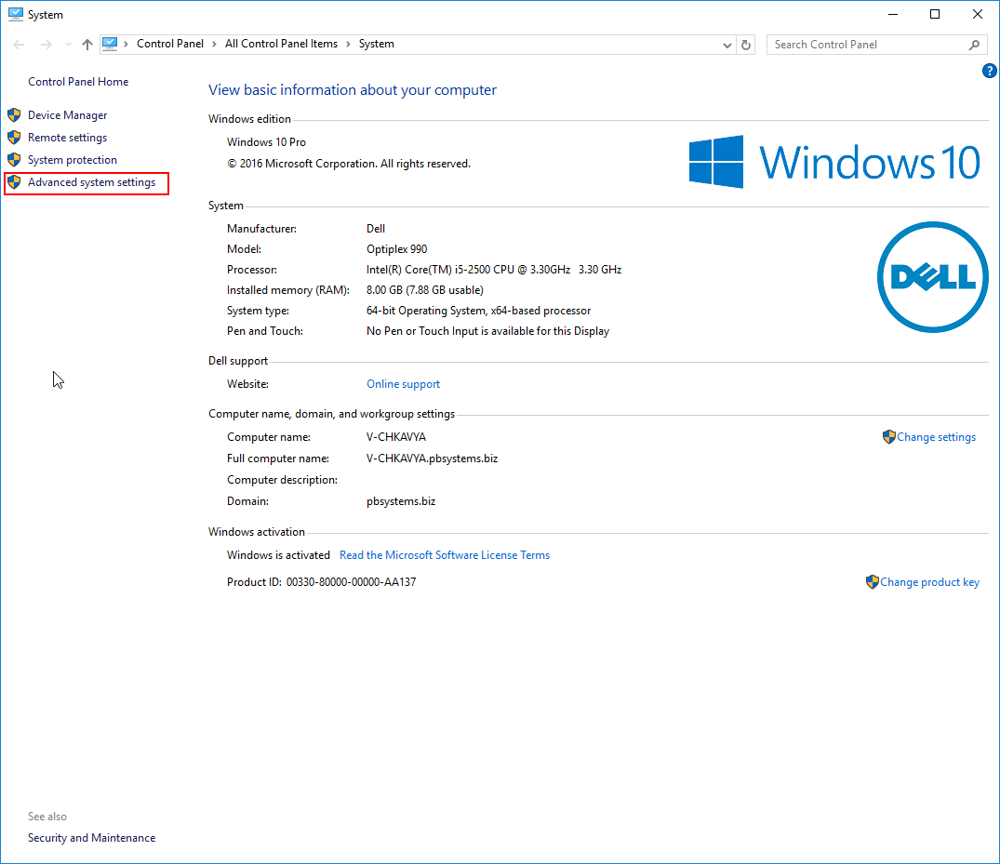 System
Control Panel > All Control Panel Items > System
Search Control Panel
?
Control Panel Home
Device Manager
Remote settings
System protection
Advanced system settings
View basic information about your computer
Windows edition
Windows 10 Pro
© 2016 Microsoft Corporation. All rights reserved.
Windows 10
System
Manufacturer: Dell
Model: Optiplex 990
Processor: Intel(R) Core(TM) i5-2500 CPU @ 3.30GHz 3.30 GHz
Installed memory (RAM): 8.00 GB (7.88 GB usable)
System type: 64-bit Operating System, x64-based processor
Pen and Touch: No Pen or Touch Input is available for this Display
DELL
Dell support
Website: Online support
Computer name, domain, and workgroup settings
Computer name: V-CHKAVYA Change settings
Full computer name: V-CHKAVYA.pbsystems.biz
Computer description:
Domain: pbsystems.biz
Windows activation
Windows is activated Read the Microsoft Software License Terms
Product ID: 00330-80000-00000-AA137 Change product key
See also
Security and Maintenance